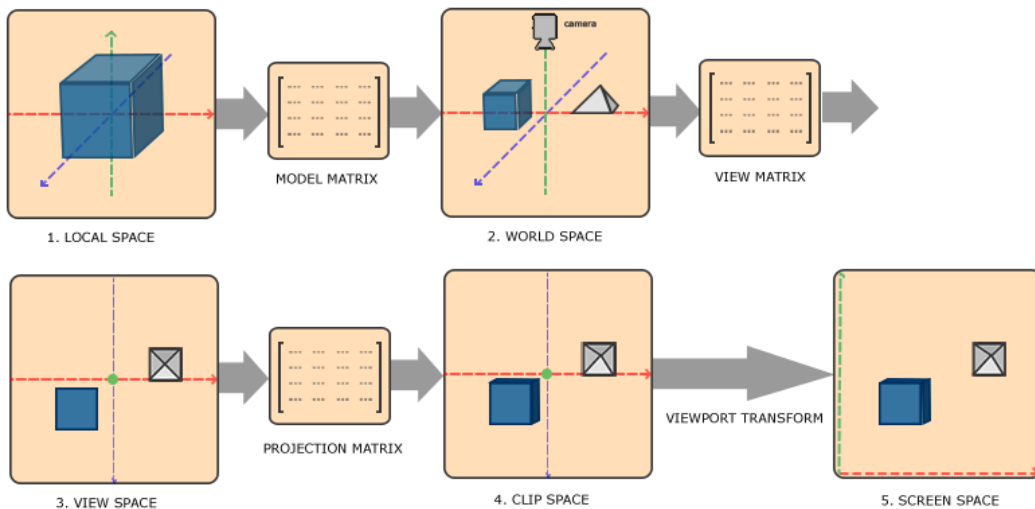 camera
MODEL MATRIX
VIEW MATRIX
1. LOCAL SPACE
2. WORLD SPACE
PROJECTION MATRIX
VIEWPORT TRANSFORM
3. VIEW SPACE
4. CLIP SPACE
5. SCREEN SPACE